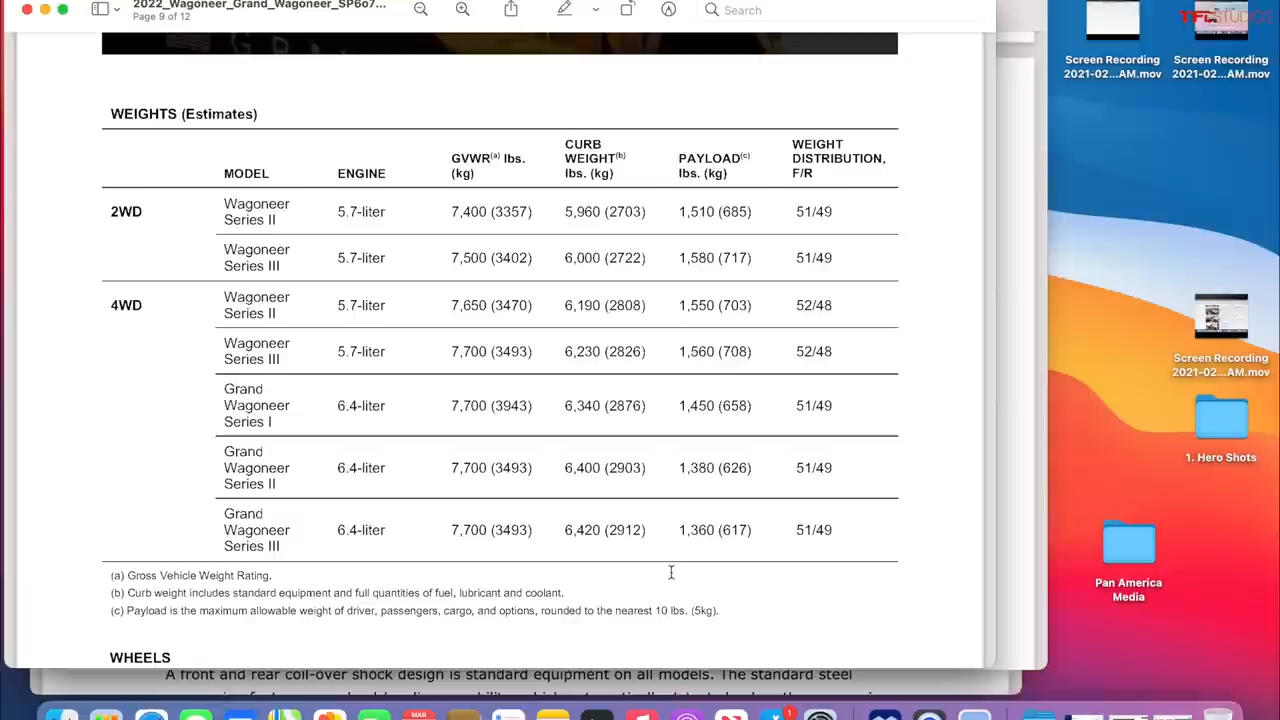 2022_Wagoneer_Grand_Wagoneer_SP6o7...
Page 9 of 12
Search
TFLSTUDIOS
Screen Recording
2021-02...AM.mov
Screen Recording
2021-02...AM.mov
WEIGHTS (Estimates)
MODEL ENGINE GVWR(a) lbs. (kg) CURB WEIGHT(b) lbs. (kg) PAYLOAD(c) lbs. (kg) WEIGHT DISTRIBUTION, F/R
2WD Wagoneer Series II 5.7-liter 7,400 (3357) 5,960 (2703) 1,510 (685) 51/49
Wagoneer Series III 5.7-liter 7,500 (3402) 6,000 (2722) 1,580 (717) 51/49
4WD Wagoneer Series II 5.7-liter 7,650 (3470) 6,190 (2808) 1,550 (703) 52/48
Wagoneer Series III 5.7-liter 7,700 (3493) 6,230 (2826) 1,560 (708) 52/48
Grand Wagoneer Series I 6.4-liter 7,700 (3943) 6,340 (2876) 1,450 (658) 51/49
Grand Wagoneer Series II 6.4-liter 7,700 (3493) 6,400 (2903) 1,380 (626) 51/49
Grand Wagoneer Series III 6.4-liter 7,700 (3493) 6,420 (2912) 1,360 (617) 51/49
(a) Gross Vehicle Weight Rating.
(b) Curb weight includes standard equipment and full quantities of fuel, lubricant and coolant.
(c) Payload is the maximum allowable weight of driver, passengers, cargo, and options, rounded to the nearest 10 lbs. (5kg).
WHEELS
A front and rear coil-over shock design is standard equipment on all models. The standard steel
Screen Recording
2021-02...AM.mov
1. Hero Shots
Pan America
Media
MAR
1